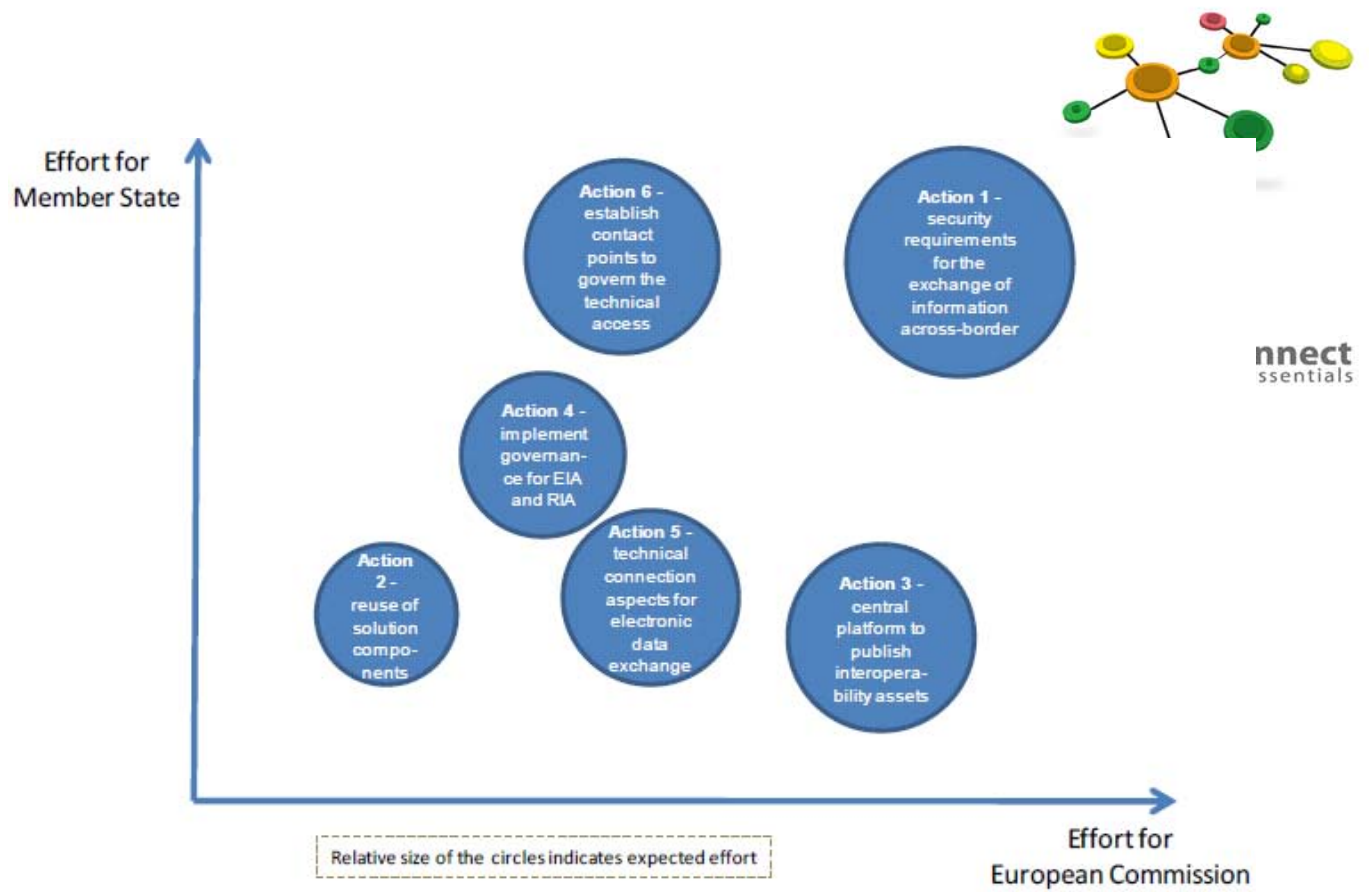 Effort for
Member State
Action 6 -
establish
contact
points to
govern the
technical
access
Action 1 -
security
requirements
for the
exchange of
information
across-border
nnect
ssentials
Action 4 -
implement
governan-
ce for EIA
and RIA
Action
2 -
reuse of
solution
compo-
nents
Action 5 -
technical
connection
aspects for
electronic
data
exchange
Action 3 -
central
platform to
publish
interopera-
bility assets
Relative size of the circles indicates expected effort
Effort for
European Commission